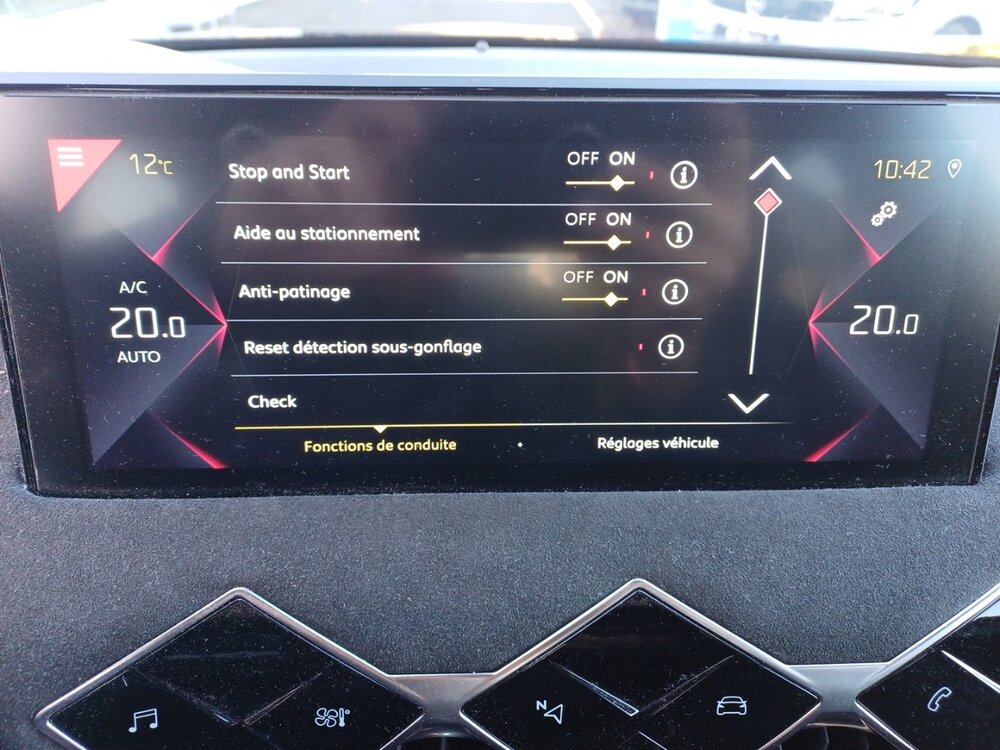 12°C
10:42
Stop and Start
OFF ON
Aide au stationnement
OFF ON
Anti-patinage
OFF ON
Reset détection sous-gonflage
Check
A/C
20.0
AUTO
20.0
Fonctions de conduite
Réglages véhicule
N